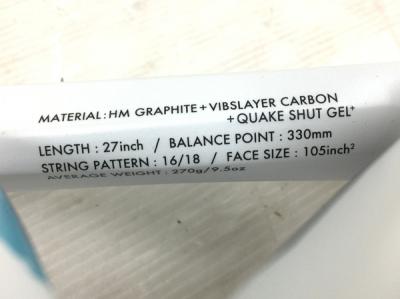 MATERIAL:HM GRAPHITE+VIBSLAYER CARBON
+QUAKE SHUT GEL+
LENGTH : 27inch / BALANCE POINT : 330mm
STRING PATTERN : 16/18 / FACE SIZE : 105inch²
AVERAGE WEIGHT : 270g/9.5oz